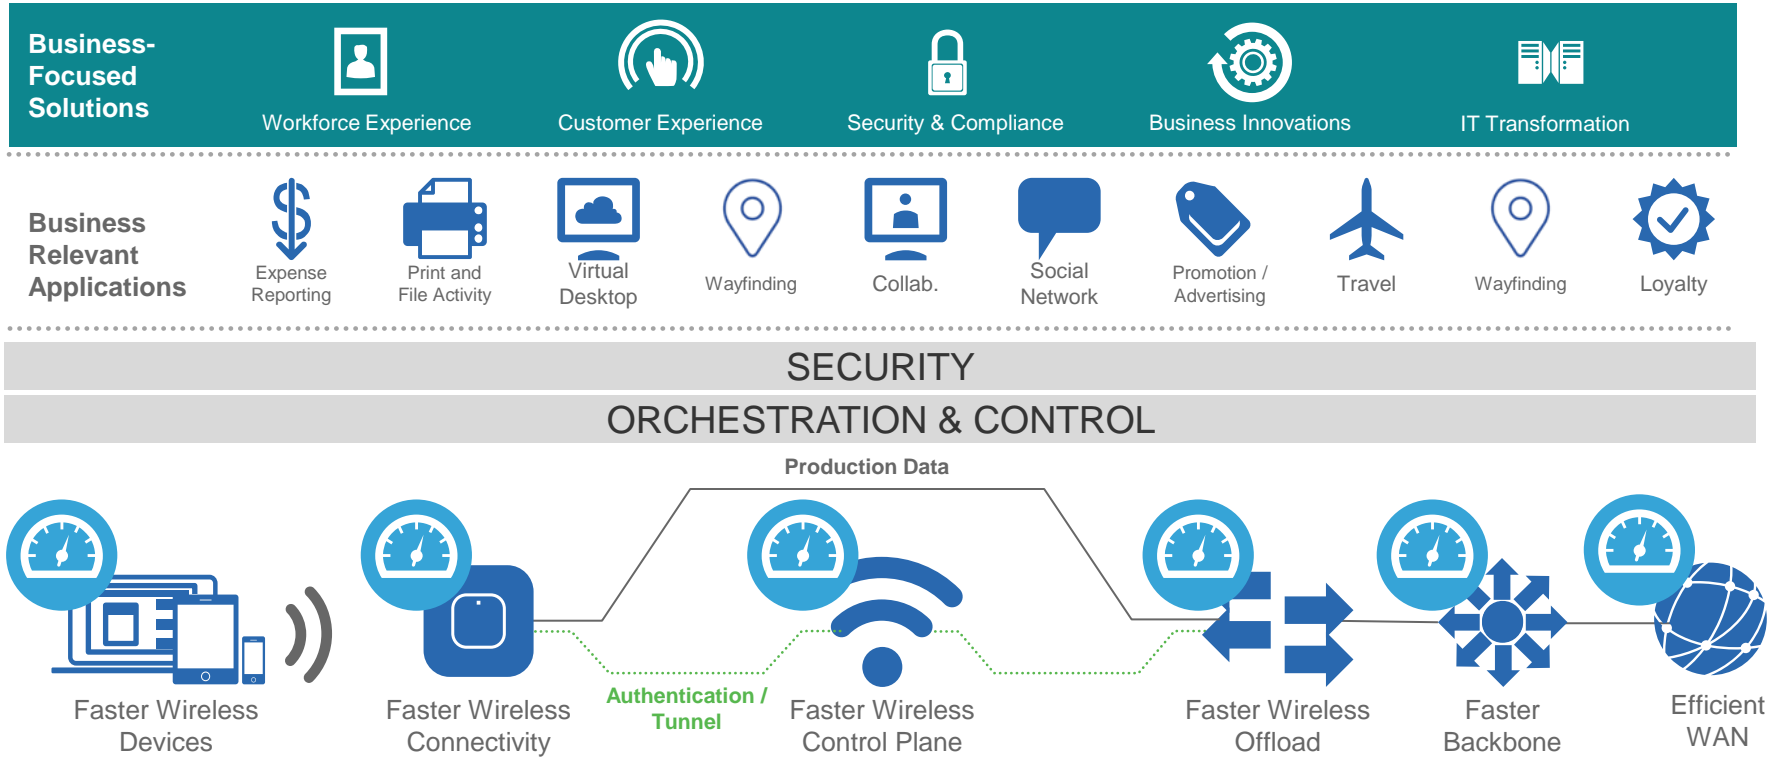 Business-
Focused
Solutions
Workforce Experience
Customer Experience
Security & Compliance
Business Innovations
IT Transformation
Business
Relevant
Applications
Expense
Reporting
Print and
File Activity
Virtual
Desktop
Wayfinding
Collab.
Social
Network
Promotion /
Advertising
Travel
Wayfinding
Loyalty
SECURITY
ORCHESTRATION & CONTROL
Production Data
Authentication /
Tunnel
Faster Wireless
Devices
Faster Wireless
Connectivity
Faster Wireless
Control Plane
Faster Wireless
Offload
Faster
Backbone
Efficient
WAN